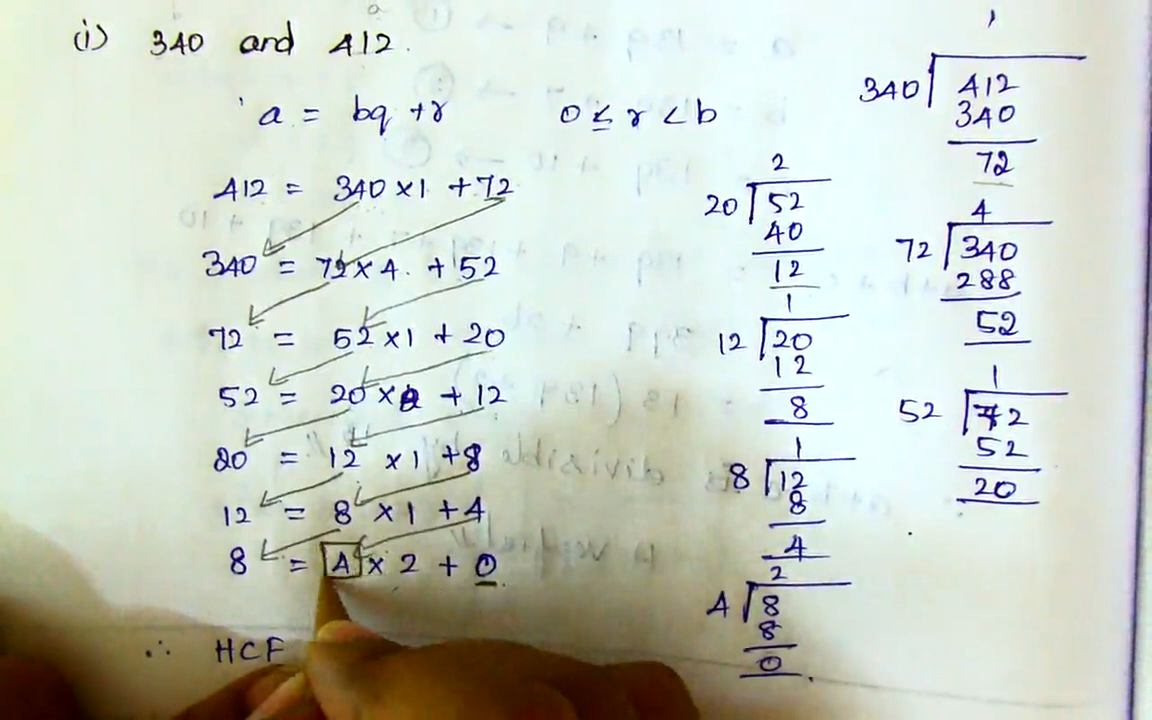 (i) 340 and 412.
a = bq + r 0 ≤ r < b
412 = 340 × 1 + 72
340 = 72 × 4 + 52
72 = 52 × 1 + 20
52 = 20 × 2 + 12
20 = 12 × 1 + 8
12 = 8 × 1 + 4
8 = 4 × 2 + 0
∴ HCF
2
20 52
40
12
1
12 20
12
8
1
8 12
8
4
2
4 8
8
0
1
340 412
340
72
4
72 340
288
52
1
52 72
52
20